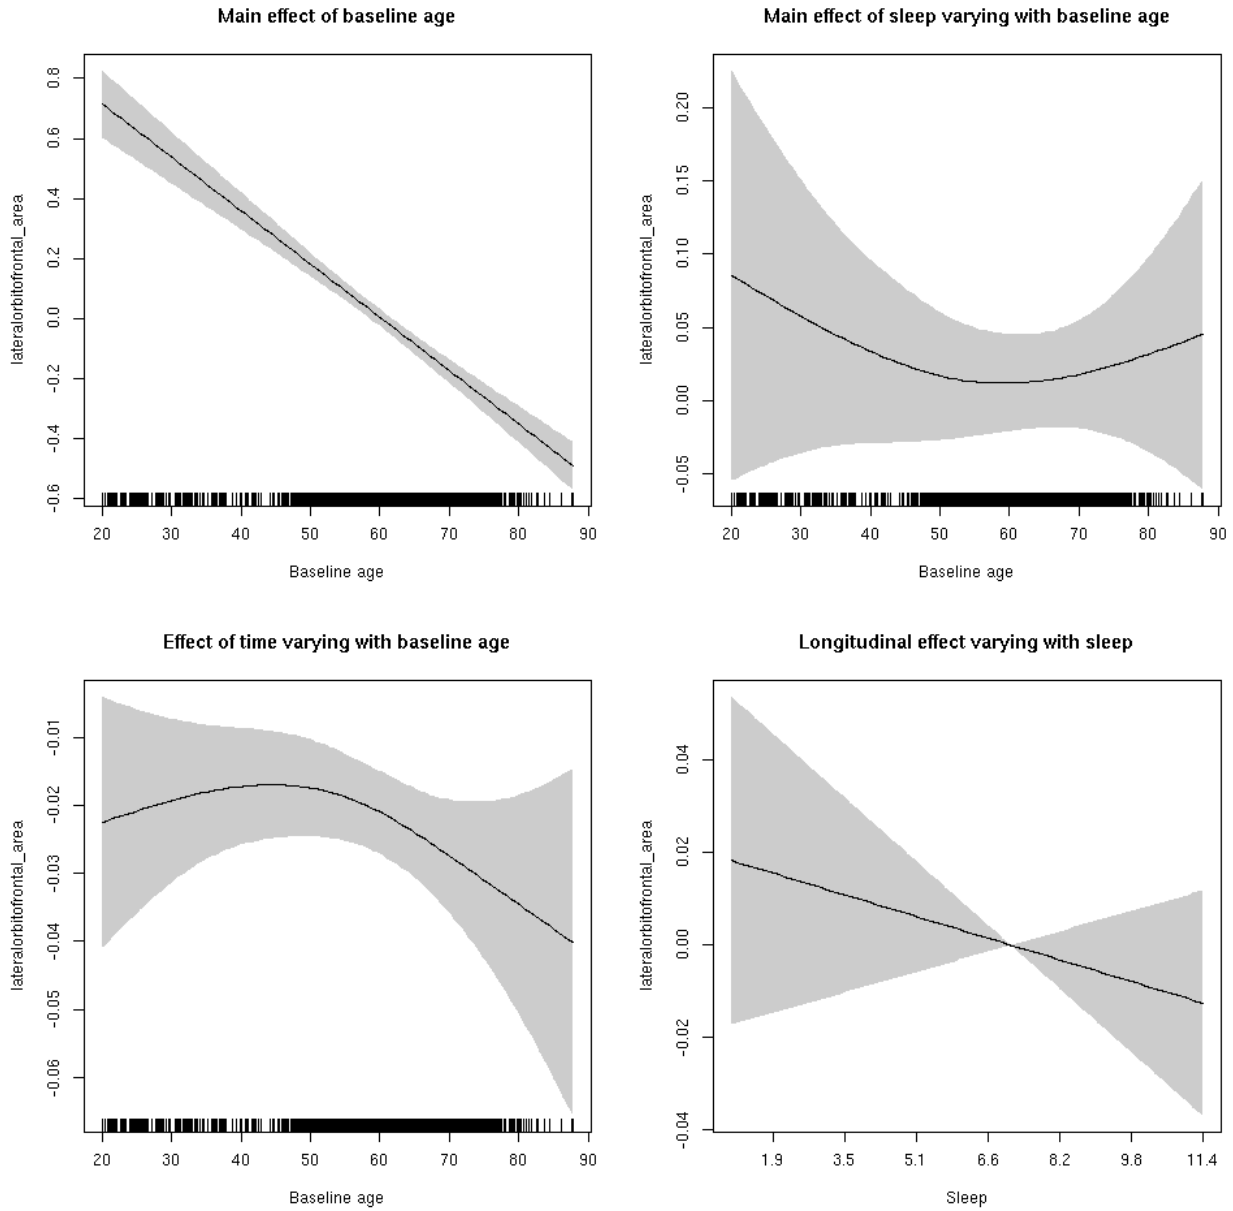 Main effect of baseline age
lateralorbitofrontal_area
0.8
0.6
0.4
0.2
0.0
-0.2
-0.4
-0.6
20 30 40 50 60 70 80 90
Baseline age
Main effect of sleep varying with baseline age
lateralorbitofrontal_area
0.20
0.15
0.10
0.05
0.00
-0.05
20 30 40 50 60 70 80 90
Baseline age
Effect of time varying with baseline age
lateralorbitofrontal_area
-0.01
-0.02
-0.03
-0.04
-0.05
-0.06
20 30 40 50 60 70 80 90
Baseline age
Longitudinal effect varying with sleep
lateralorbitofrontal_area
0.04
0.02
0.00
-0.02
-0.04
1.9 3.5 5.1 6.6 8.2 9.8 11.4
Sleep